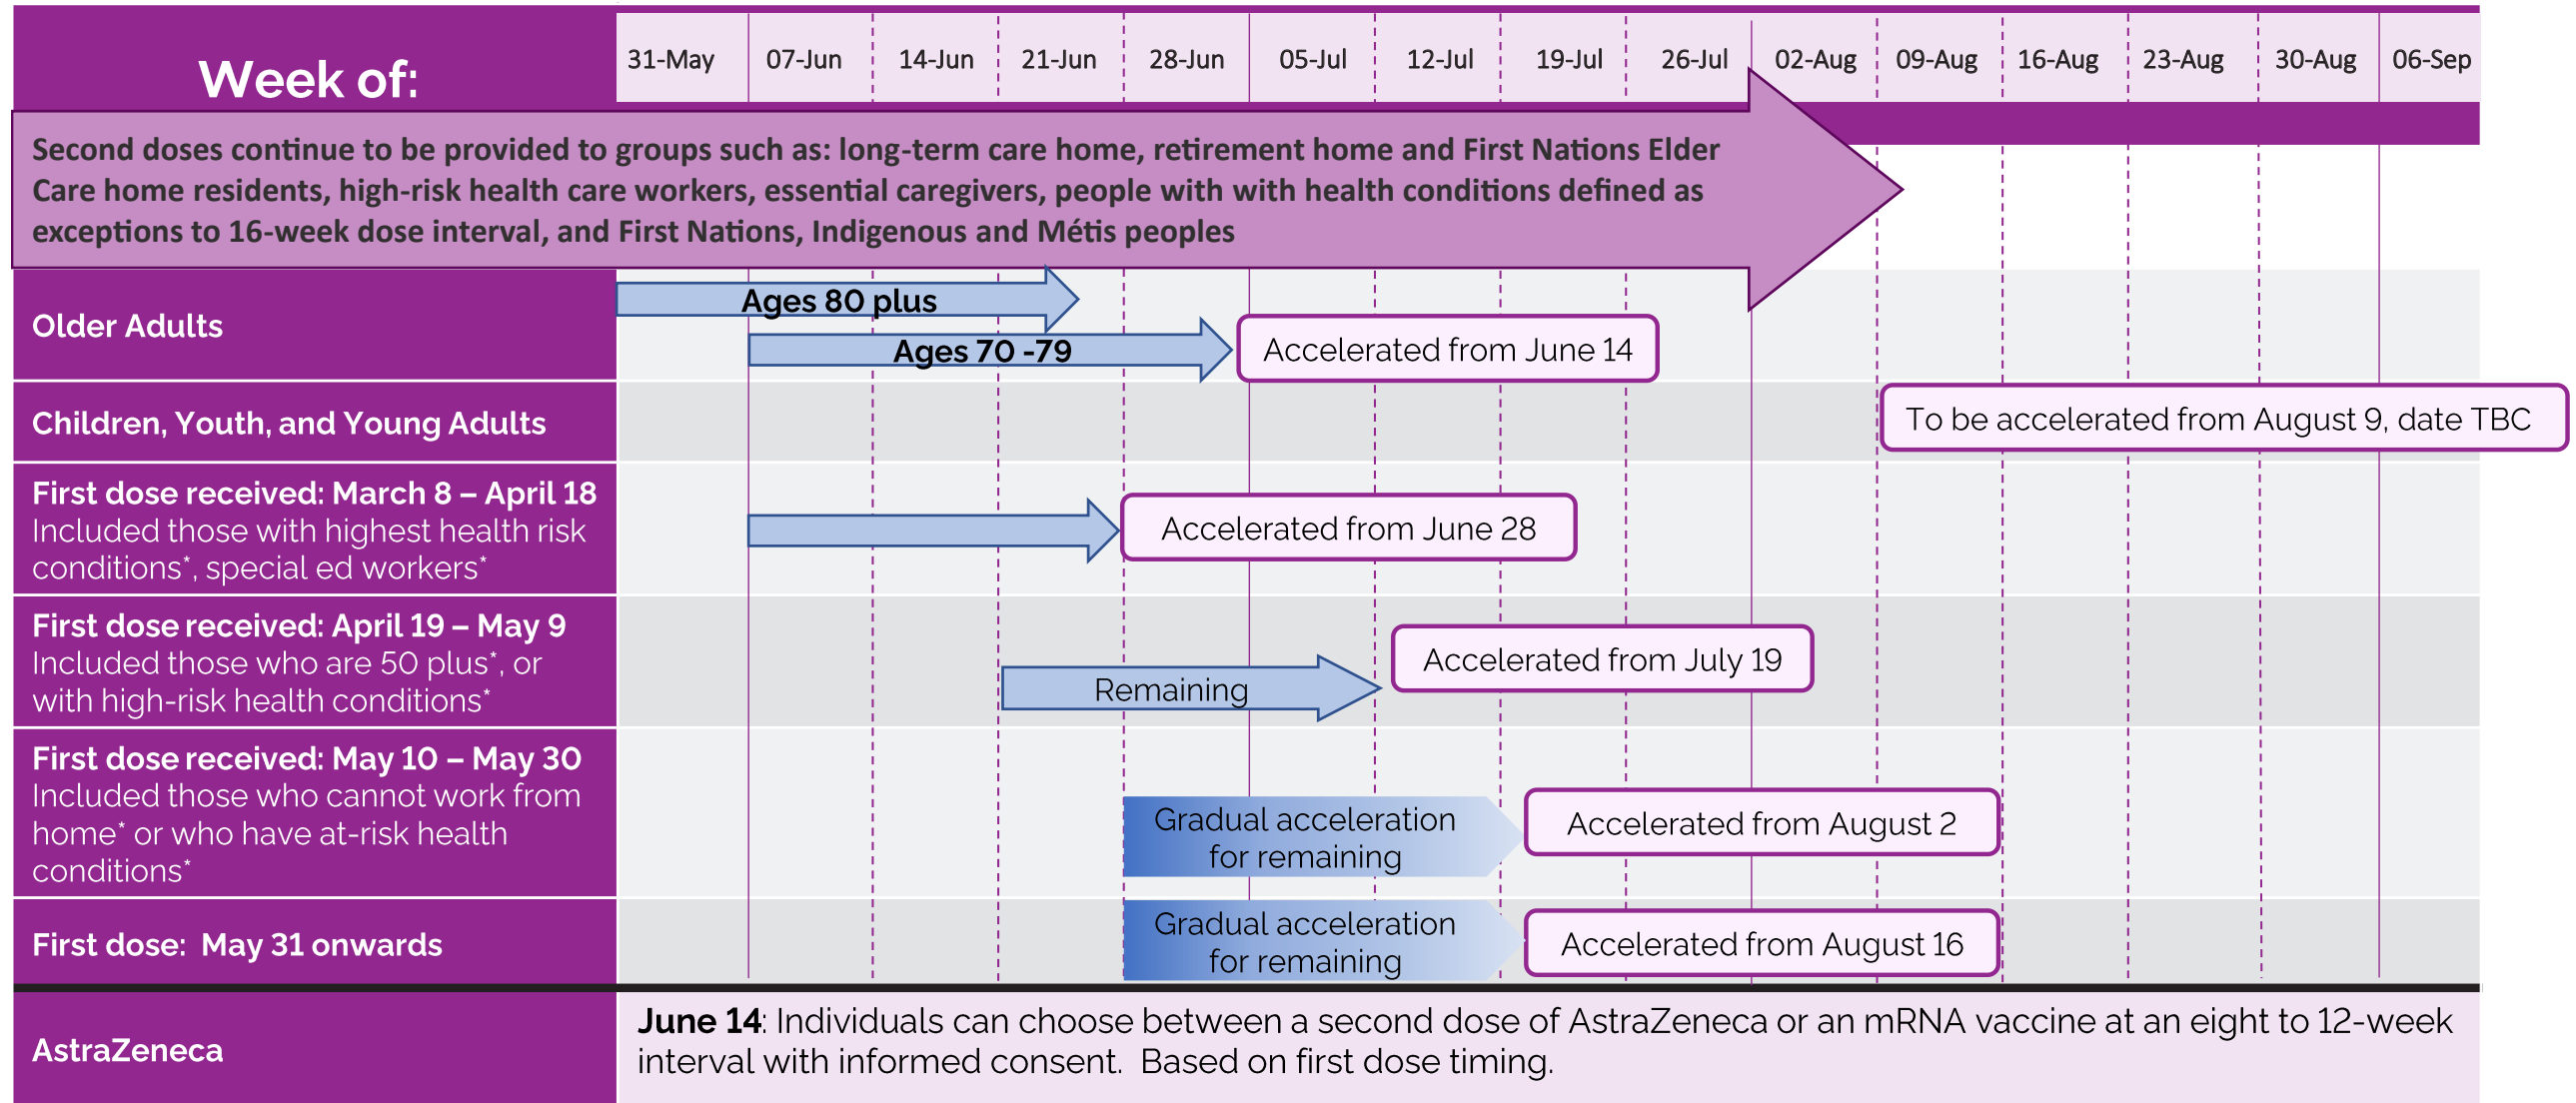 Week of:
31-May 07-Jun 14-Jun 21-Jun 28-Jun 05-Jul 12-Jul 19-Jul 26-Jul 02-Aug 09-Aug 16-Aug 23-Aug 30-Aug 06-Sep
Second doses continue to be provided to groups such as: long-term care home, retirement home and First Nations Elder
Care home residents, high-risk health care workers, essential caregivers, people with with health conditions defined as
exceptions to 16-week dose interval, and First Nations, Indigenous and Métis peoples
Older Adults
Ages 80 plus
Ages 70 -79
Accelerated from June 14
Children, Youth, and Young Adults
To be accelerated from August 9, date TBC
First dose received: March 8 – April 18
Included those with highest health risk
conditions*, special ed workers*
Accelerated from June 28
First dose received: April 19 – May 9
Included those who are 50 plus*, or
with high-risk health conditions*
Remaining
Accelerated from July 19
First dose received: May 10 – May 30
Included those who cannot work from
home* or who have at-risk health
conditions*
Gradual acceleration
for remaining
Accelerated from August 2
First dose:  May 31 onwards
Gradual acceleration
for remaining
Accelerated from August 16
AstraZeneca
June 14: Individuals can choose between a second dose of AstraZeneca or an mRNA vaccine at an eight to 12-week
interval with informed consent.  Based on first dose timing.